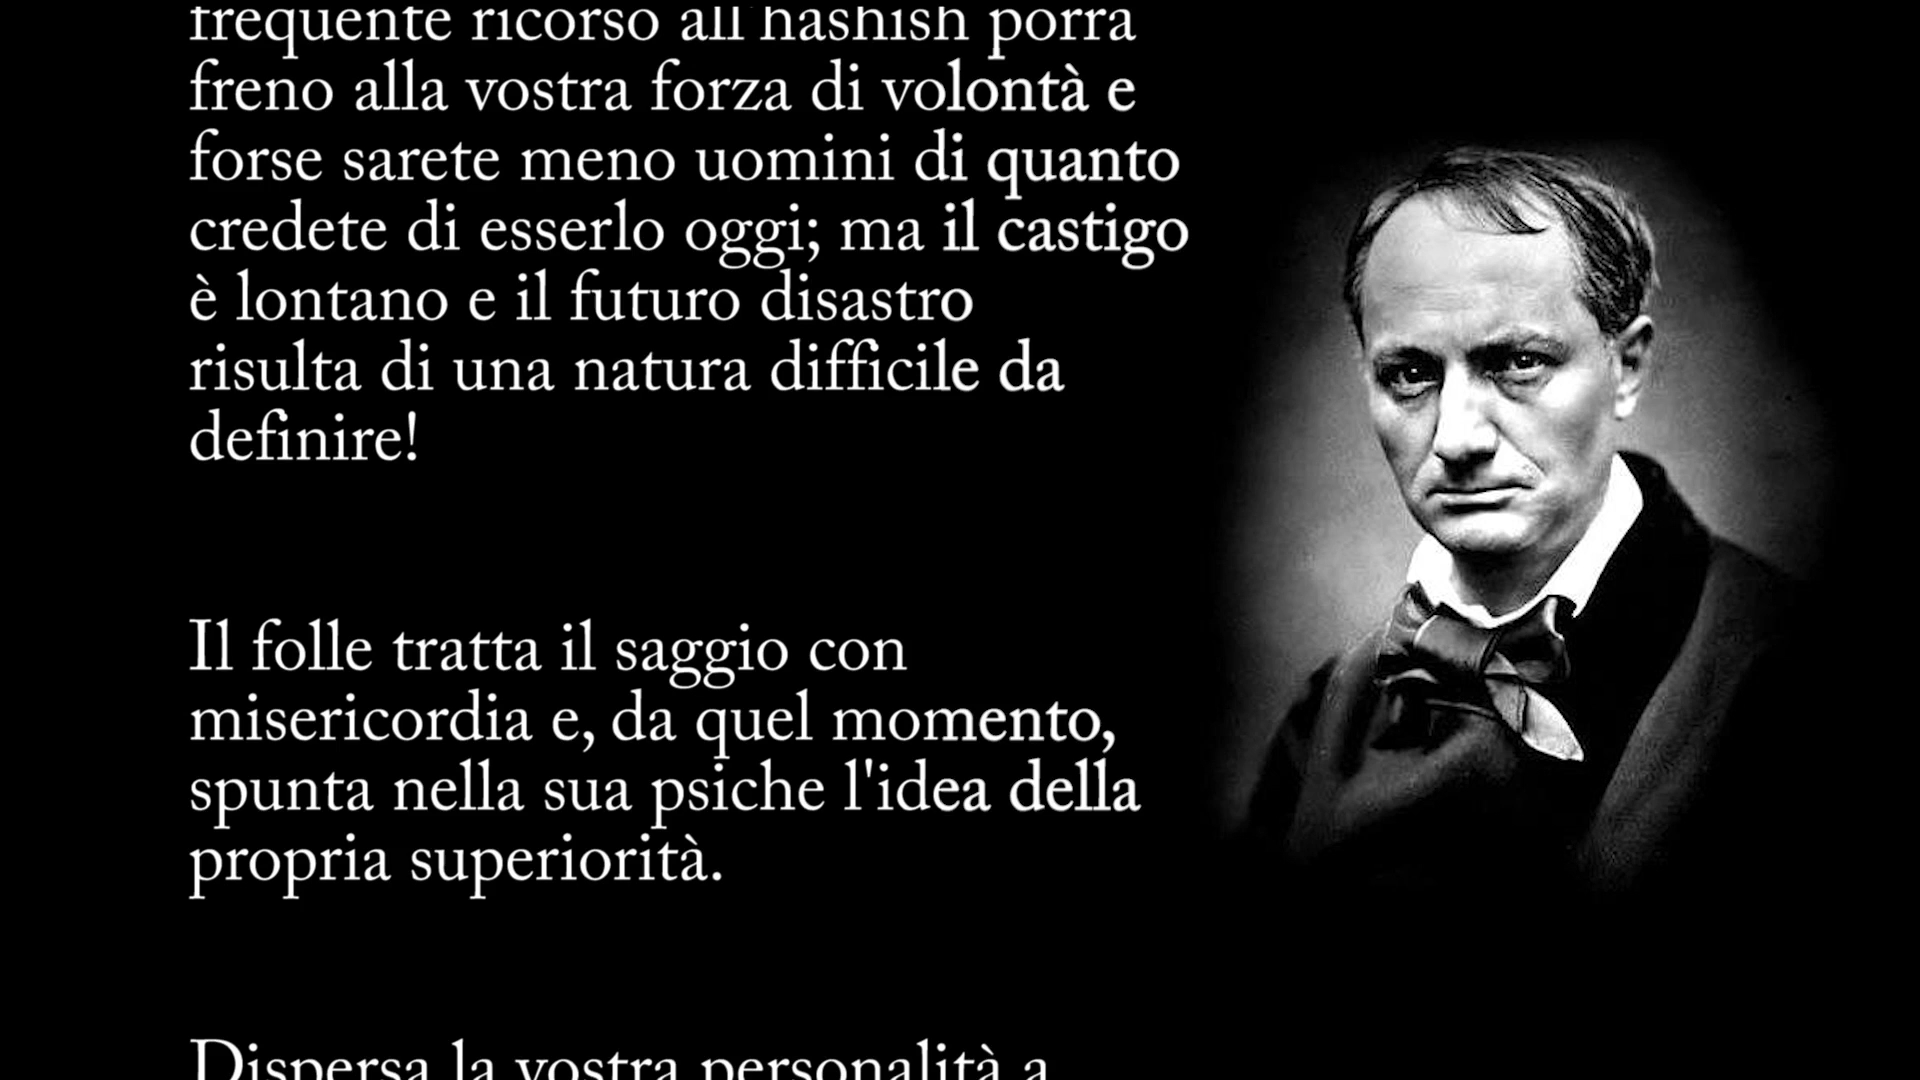 frequente ricorso all'hashish porrà
freno alla vostra forza di volontà e
forse sarete meno uomini di quanto
credete di esserlo oggi; ma il castigo
è lontano e il futuro disastro
risulta di una natura difficile da
definire!
Il folle tratta il saggio con
misericordia e, da quel momento,
spunta nella sua psiche l'idea della
propria superiorità.
Dispersa la vostra personalità a